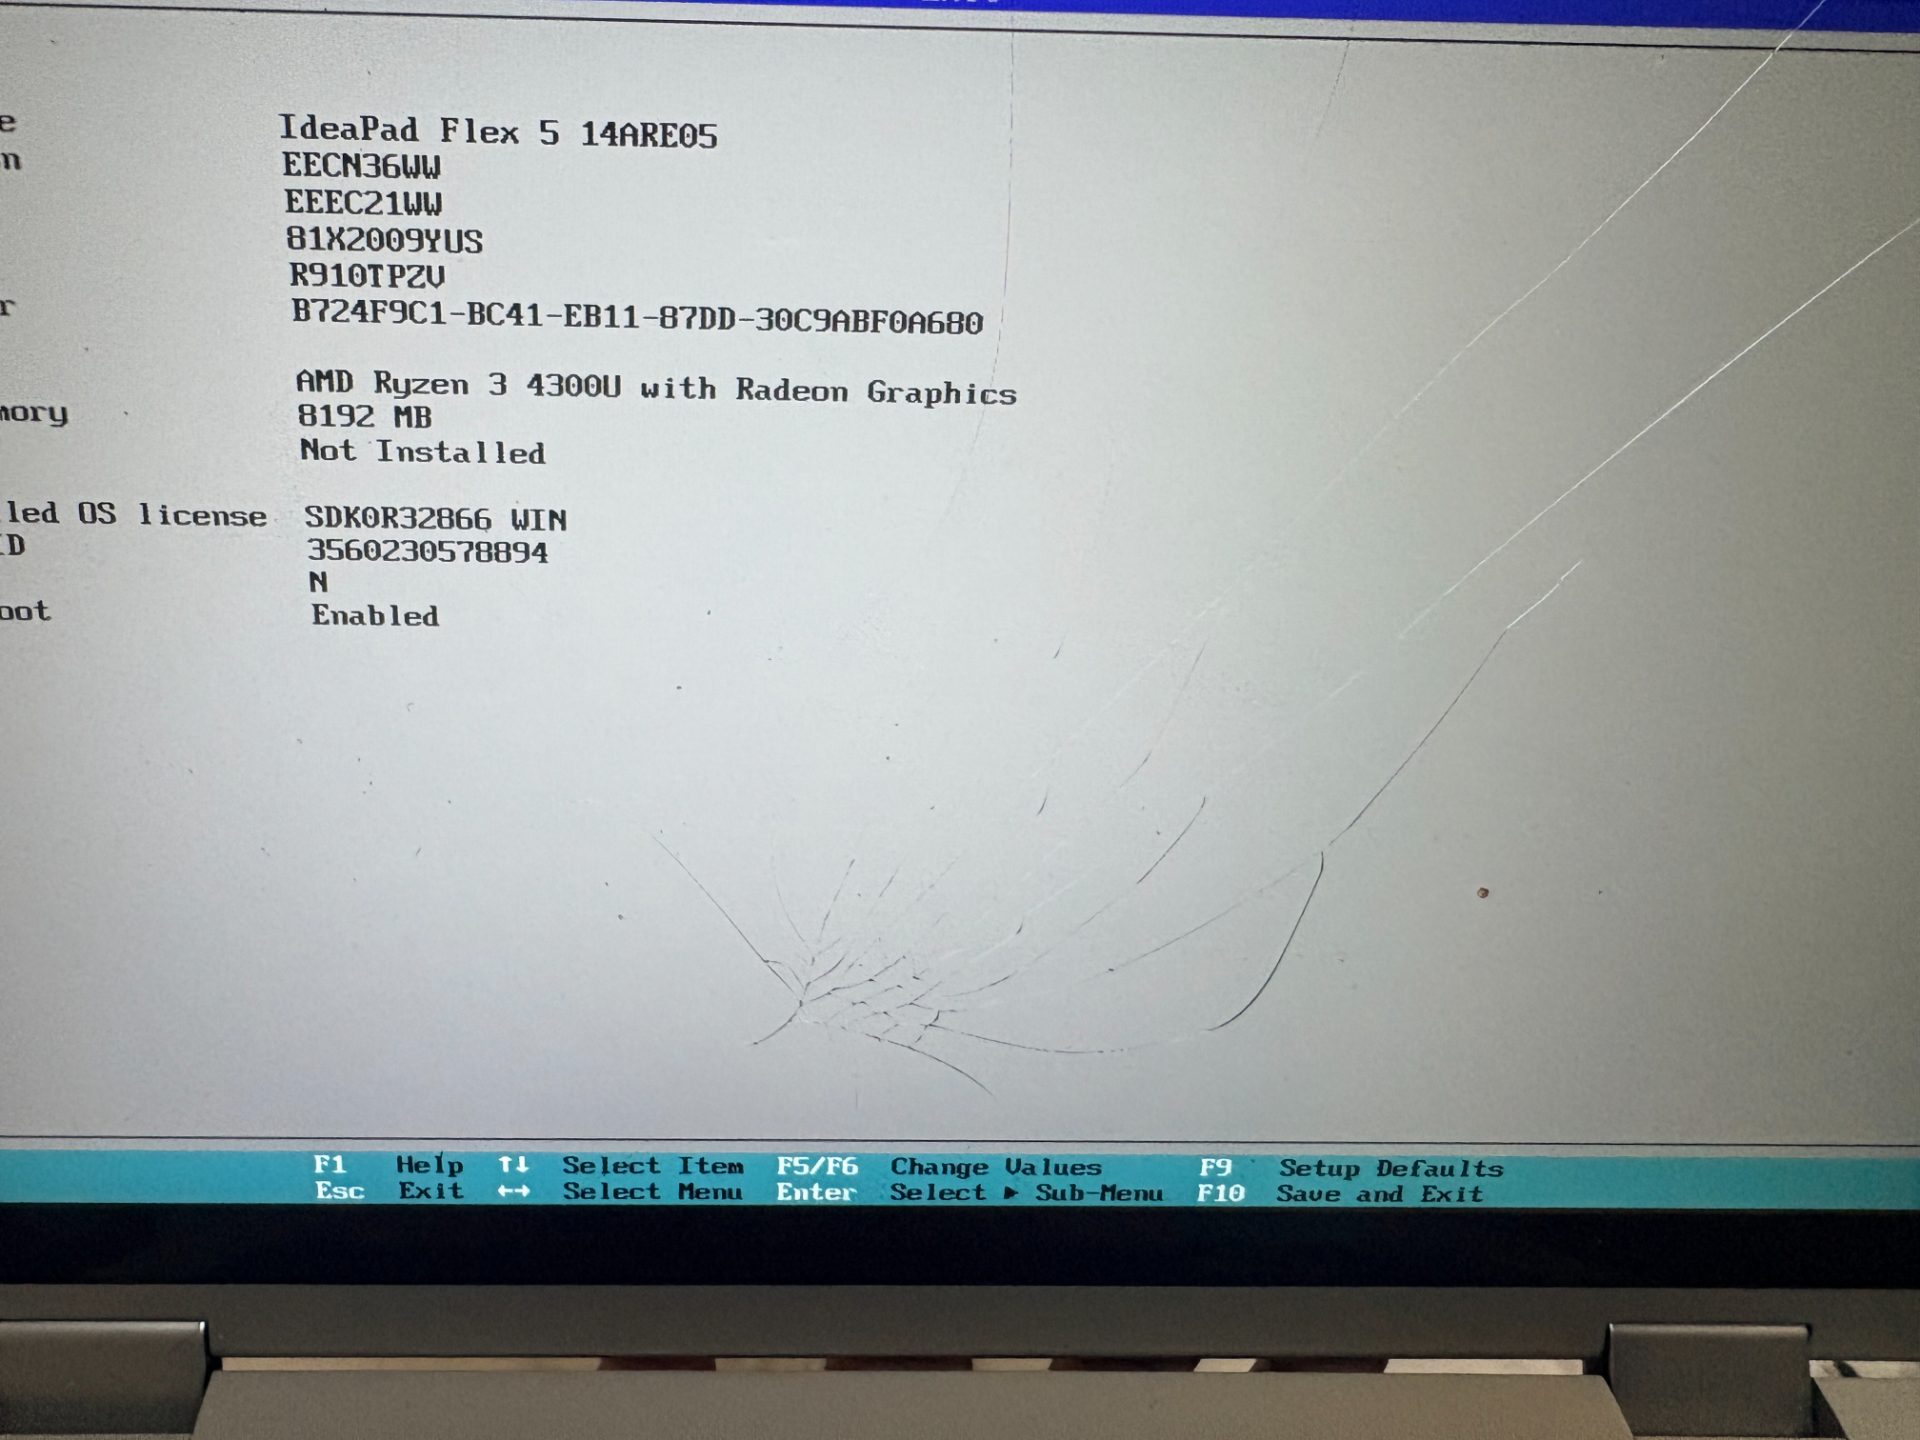 e IdeaPad Flex 5 14ARE05
n EECN36WW
EEEC21WW
81X2009YUS
R910TPZV
r B724F9C1-BC41-EB11-87DD-30C9ABF0A680
AMD Ryzen 3 4300U with Radeon Graphics
mory 8192 MB
Not Installed
led OS license SDK0R32866 WIN
ID 3560230578894
N
oot Enabled
F1 Help ↑↓ Select Item F5/F6 Change Values F9 Setup Defaults
Esc Exit ←→ Select Menu Enter Select ▶ Sub-Menu F10 Save and Exit